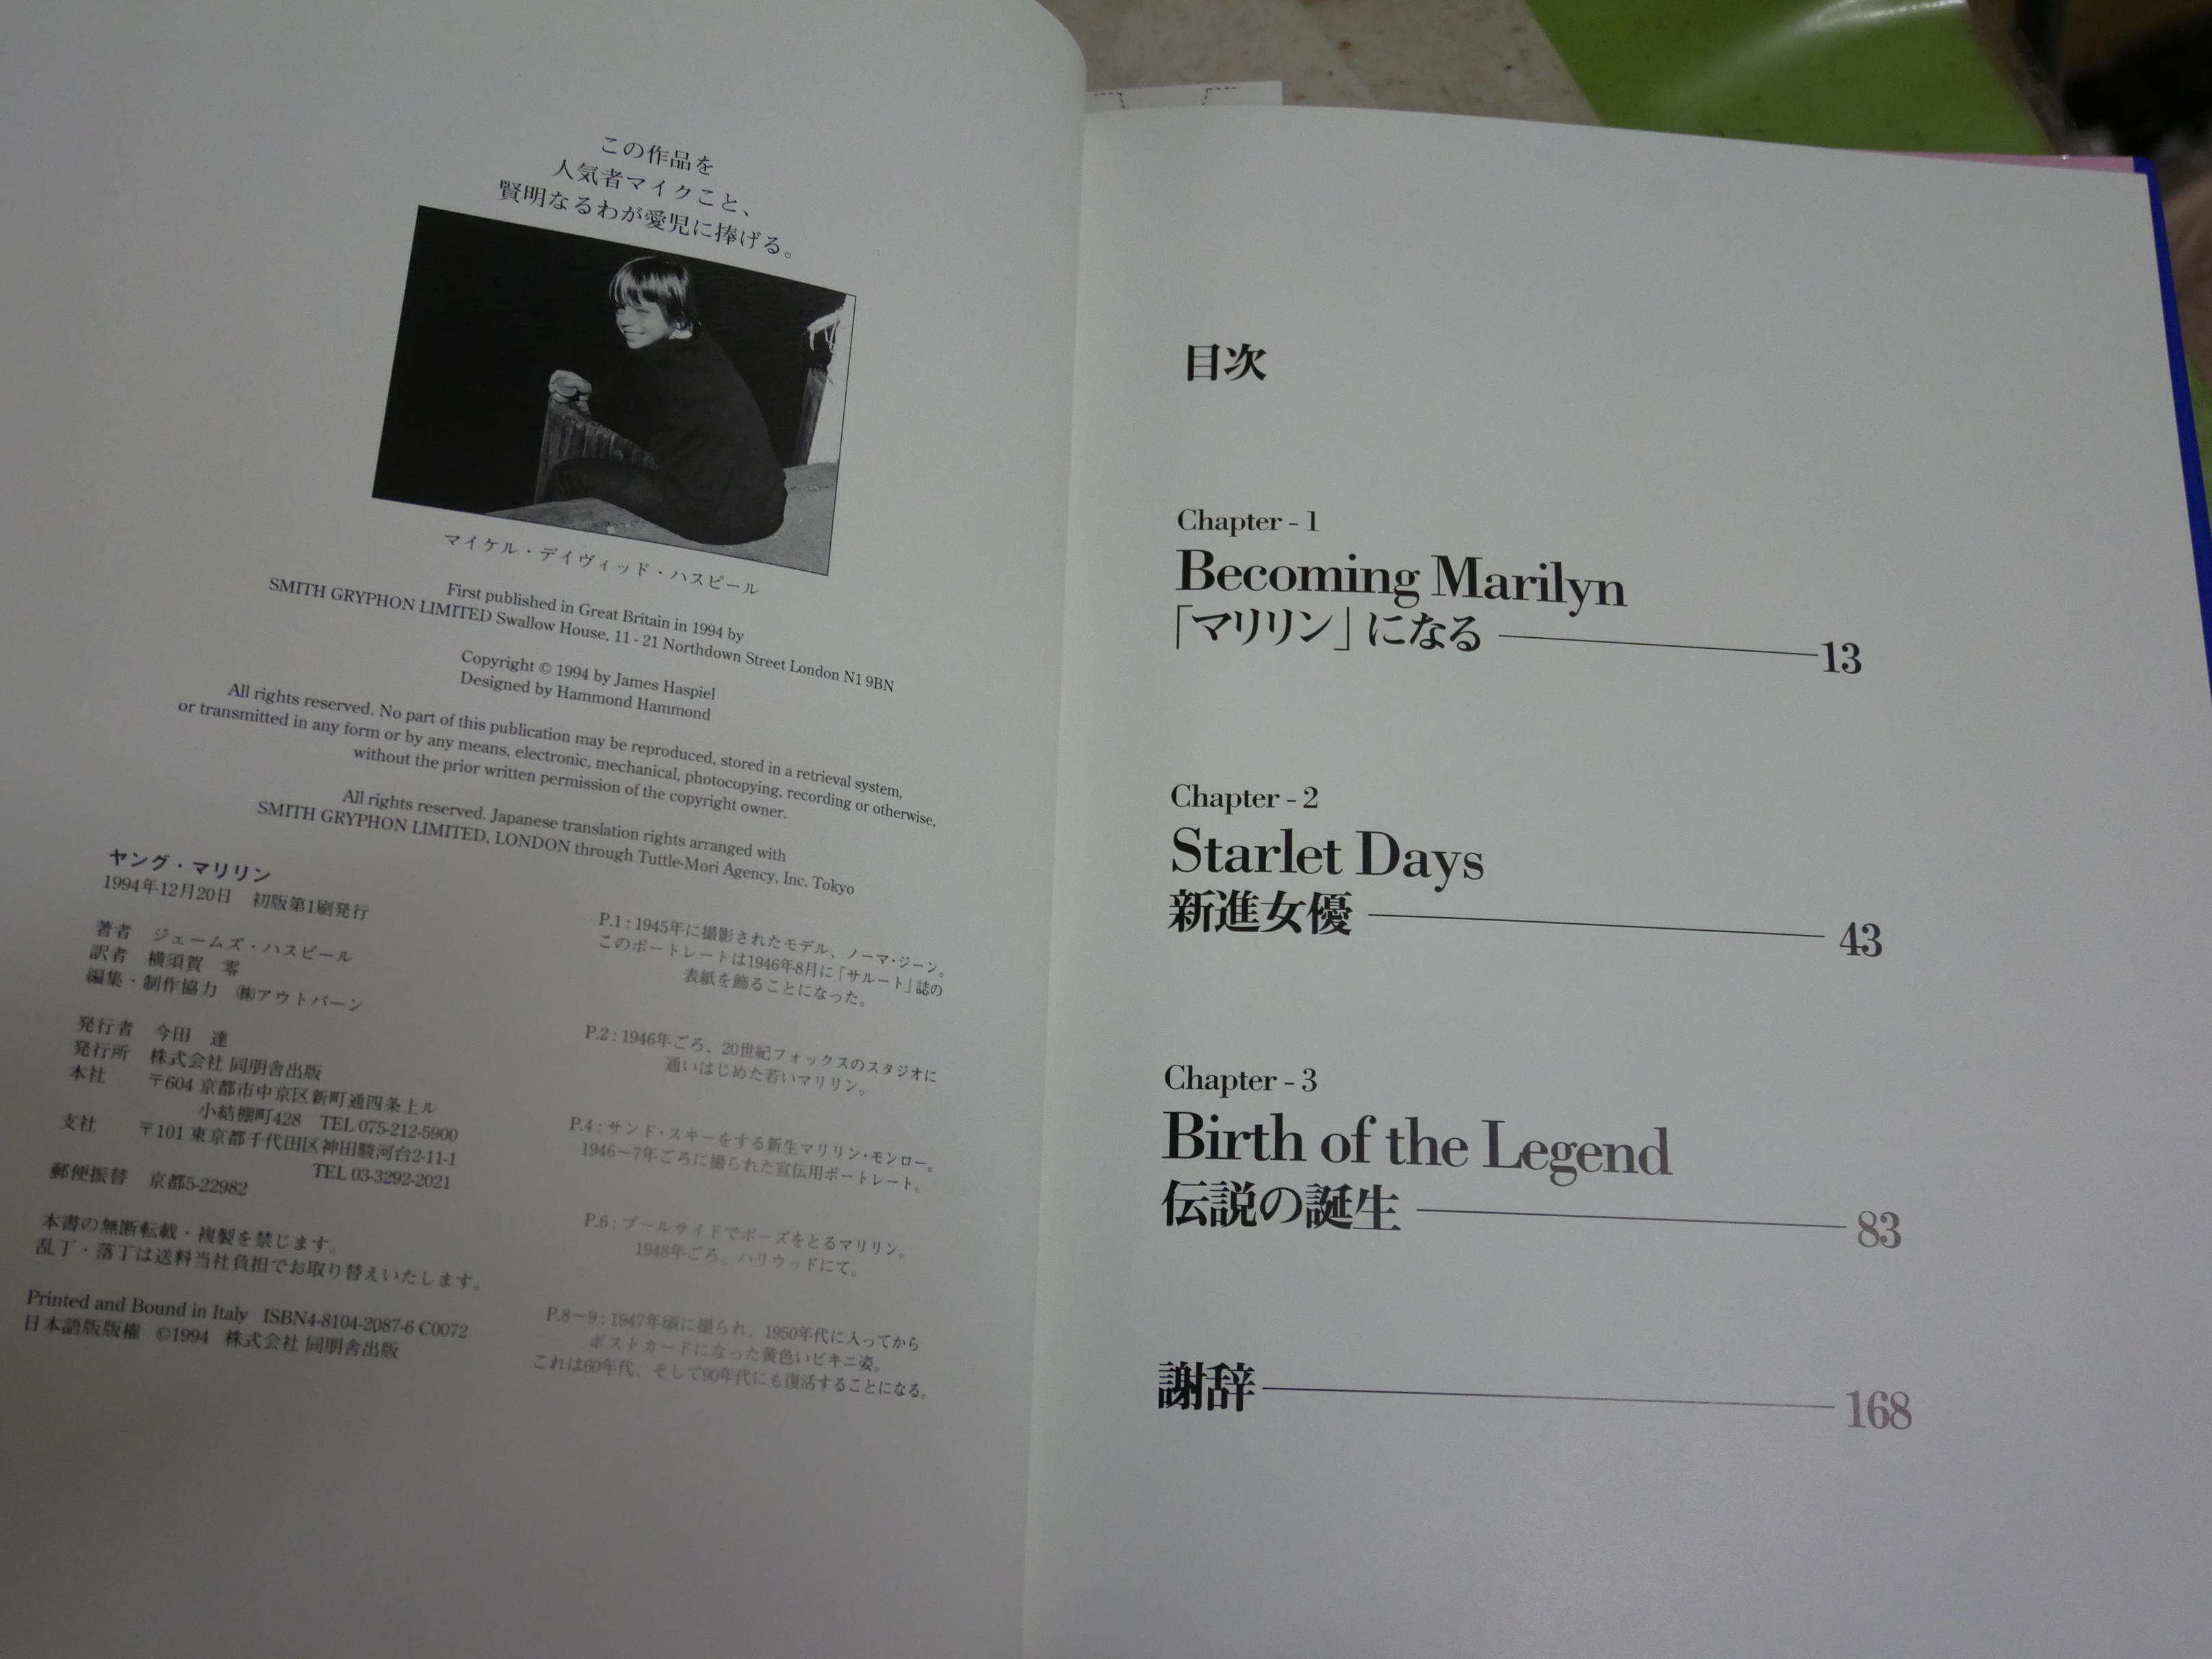 この作品を
人気者マイクこと、
賢明なるわが愛児に捧げる。
マイケル・デイヴィッド・ハスピール
First published in Great Britain in 1994 by
SMITH GRYPHON LIMITED Swallow House, 11 - 21 Northdown Street London N1 9BN
Copyright © 1994 by James Haspiel
Designed by Hammond Hammond
All rights reserved. No part of this publication may be reproduced, stored in a retrieval system,
or transmitted in any form or by any means, electronic, mechanical, photocopying, recording or otherwise,
without the prior written permission of the copyright owner.
All rights reserved. Japanese translation rights arranged with
SMITH GRYPHON LIMITED. LONDON through Tuttle-Mori Agency, Inc. Tokyo
ヤング・マリリン
1994年12月20日 初版第1刷発行
著者 ジェームズ・ハスピール
訳者 横須賀 零
編集・制作協力 ㈱アウトバーン
発行者 今田 達
発行所 株式会社 同朋舎出版
本社 〒604 京都市中京区新町通四条上ル
小結棚町428 TEL 075-212-5900
支社 〒101 東京都千代田区神田駿河台2-11-1
TEL 03-3292-2021
郵便振替 京都5-22982
本書の無断転載・複製を禁じます。
乱丁・落丁は送料当社負担でお取り替えいたします。
Printed and Bound in Italy ISBN4-8104-2087-6 C0072
日本語版版権 ©1994 株式会社 同朋舎出版
P.1 : 1945年に撮影されたモデル、ノーマ・ジーン。
このポートレートは1946年8月に「サルート」誌の
表紙を飾ることになった。
P.2 : 1946年ごろ、20世紀フォックスのスタジオに
通いはじめた若いマリリン。
P.4 : サンド・スキーをする新生マリリン・モンロー。
1946〜7年ごろに撮られた宣伝用ポートレート。
P.6 : プールサイドでポーズをとるマリリン。
1948年ごろ、ハリウッドにて。
P.8〜9 : 1947年頃に撮られ、1950年代に入ってから
ポストカードになった黄色いビキニ姿。
これは60年代、そして90年代にも復活することになる。
目次
Chapter - 1
Becoming Marilyn
「マリリン」になる 13
Chapter - 2
Starlet Days
新進女優 43
Chapter - 3
Birth of the Legend
伝説の誕生 83
謝辞 168